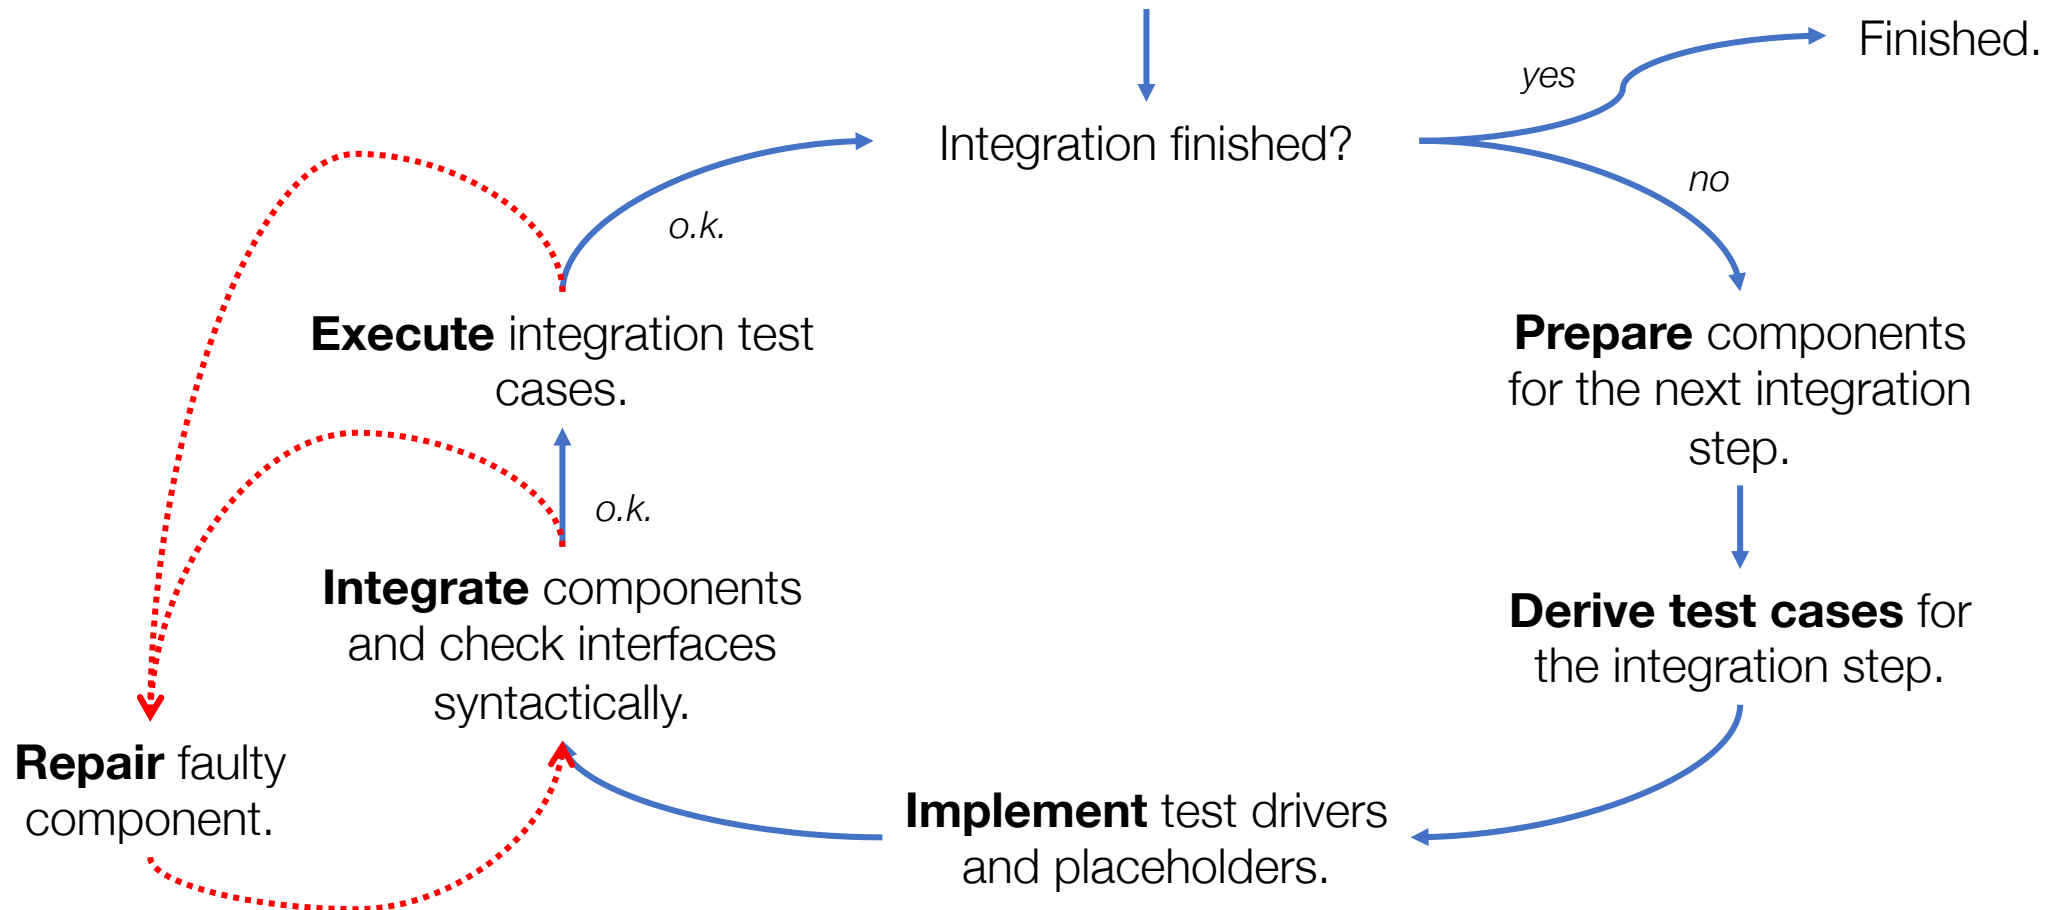 Finished.
yes
Integration finished?
no
o.k.
Execute integration test
cases.
Prepare components
for the next integration
step.
o.k.
Integrate components
and check interfaces
syntactically.
Derive test cases for
the integration step.
Repair faulty
component.
Implement test drivers
and placeholders.